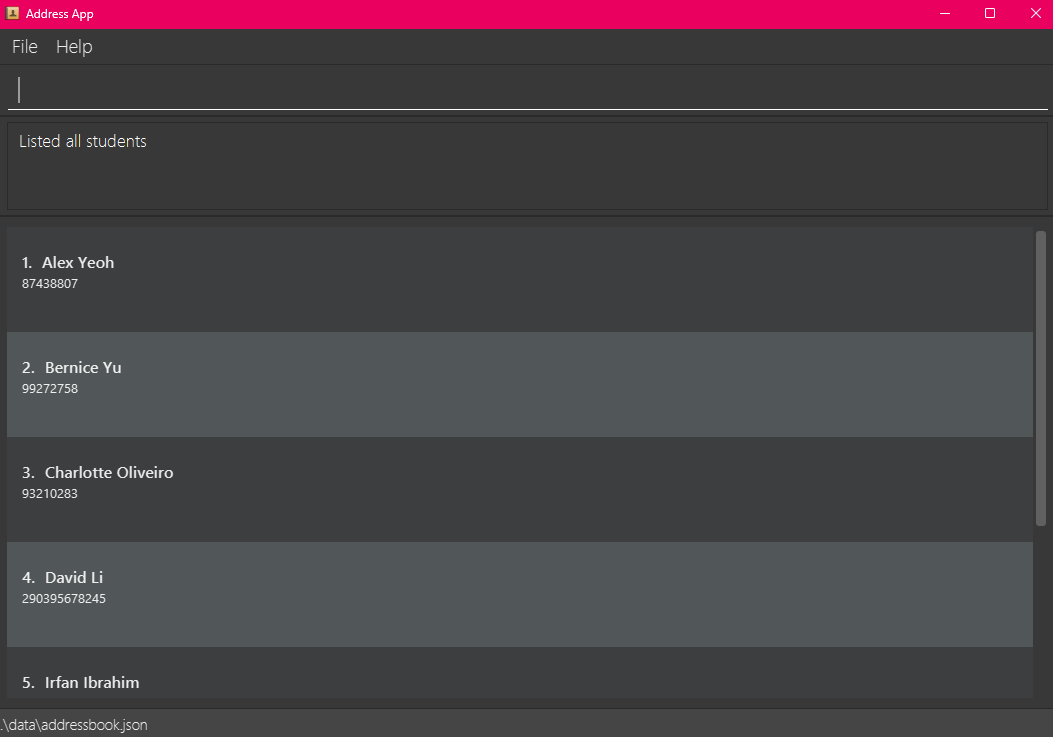 Address App
File Help
Listed all students
1. Alex Yeoh
87438807
2. Bernice Yu
99272758
3. Charlotte Oliveiro
93210283
4. David Li
290395678245
5. Irfan Ibrahim
.\data\addressbook.json